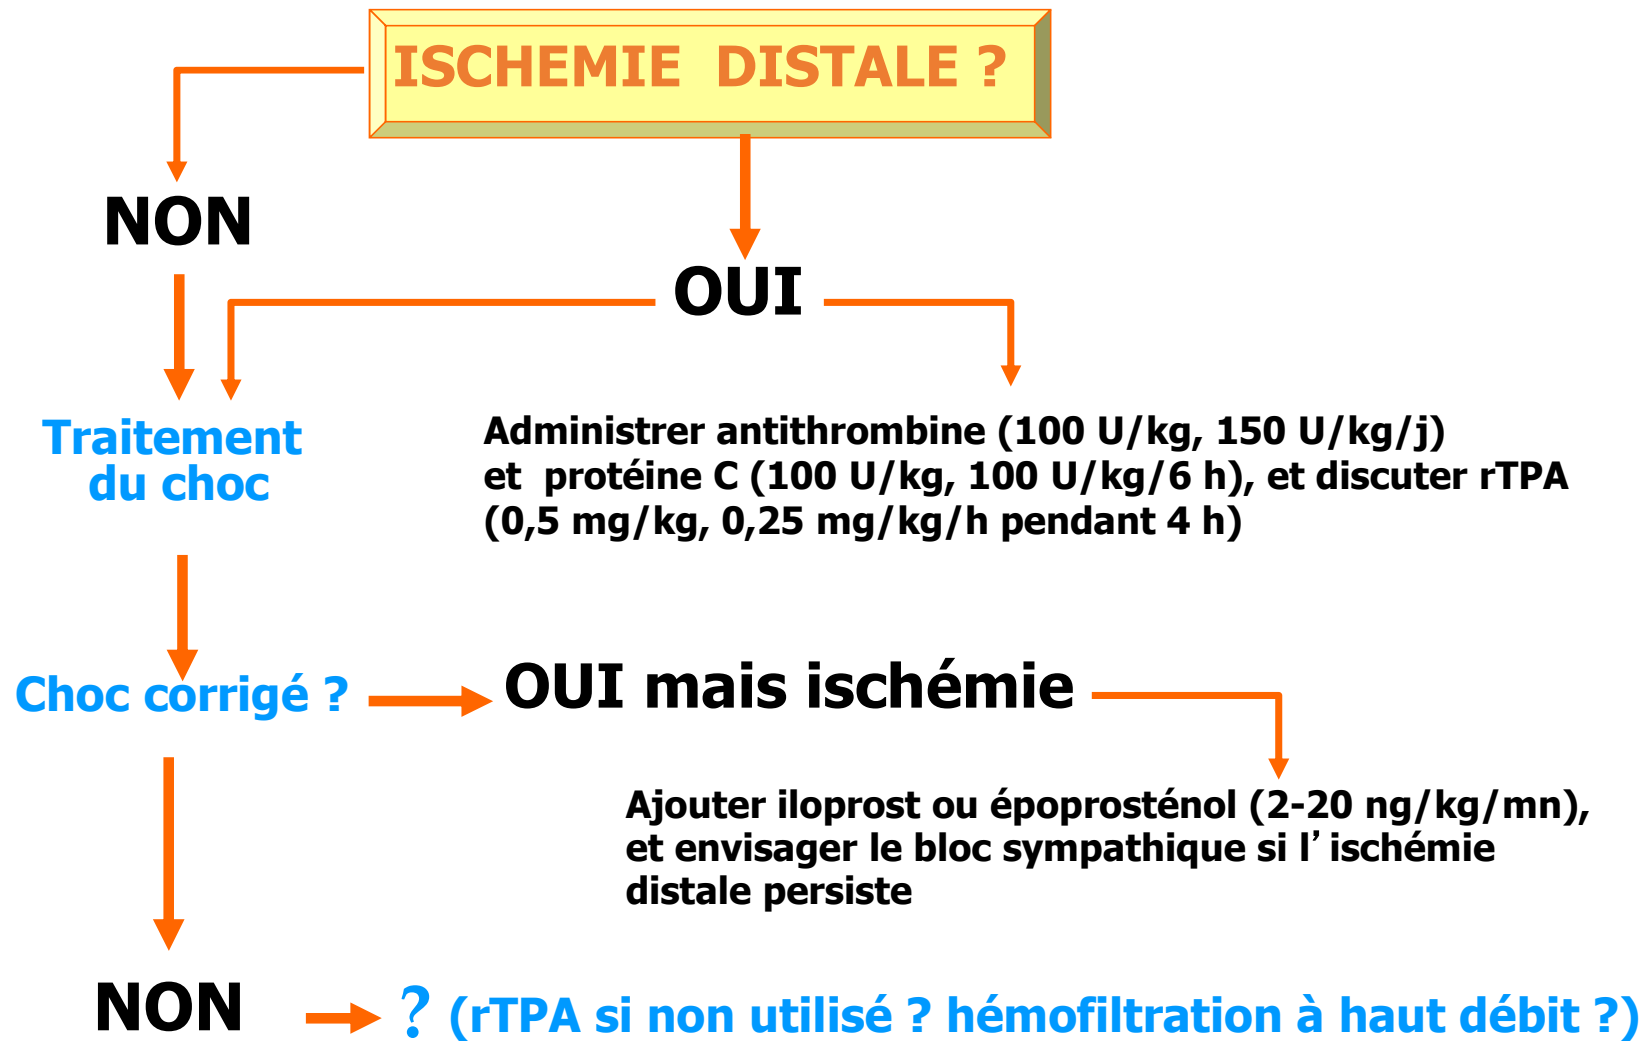 ISCHEMIE DISTALE ?
NON
OUI
Traitement
du choc
Administrer antithrombine (100 U/kg, 150 U/kg/j)
et protéine C (100 U/kg, 100 U/kg/6 h), et discuter rTPA
(0,5 mg/kg, 0,25 mg/kg/h pendant 4 h)
Choc corrigé ?
OUI mais ischémie
Ajouter iloprost ou époprosténol (2-20 ng/kg/mn),
et envisager le bloc sympathique si l’ischémie
distale persiste
NON
? (rTPA si non utilisé ? hémofiltration à haut débit ?)